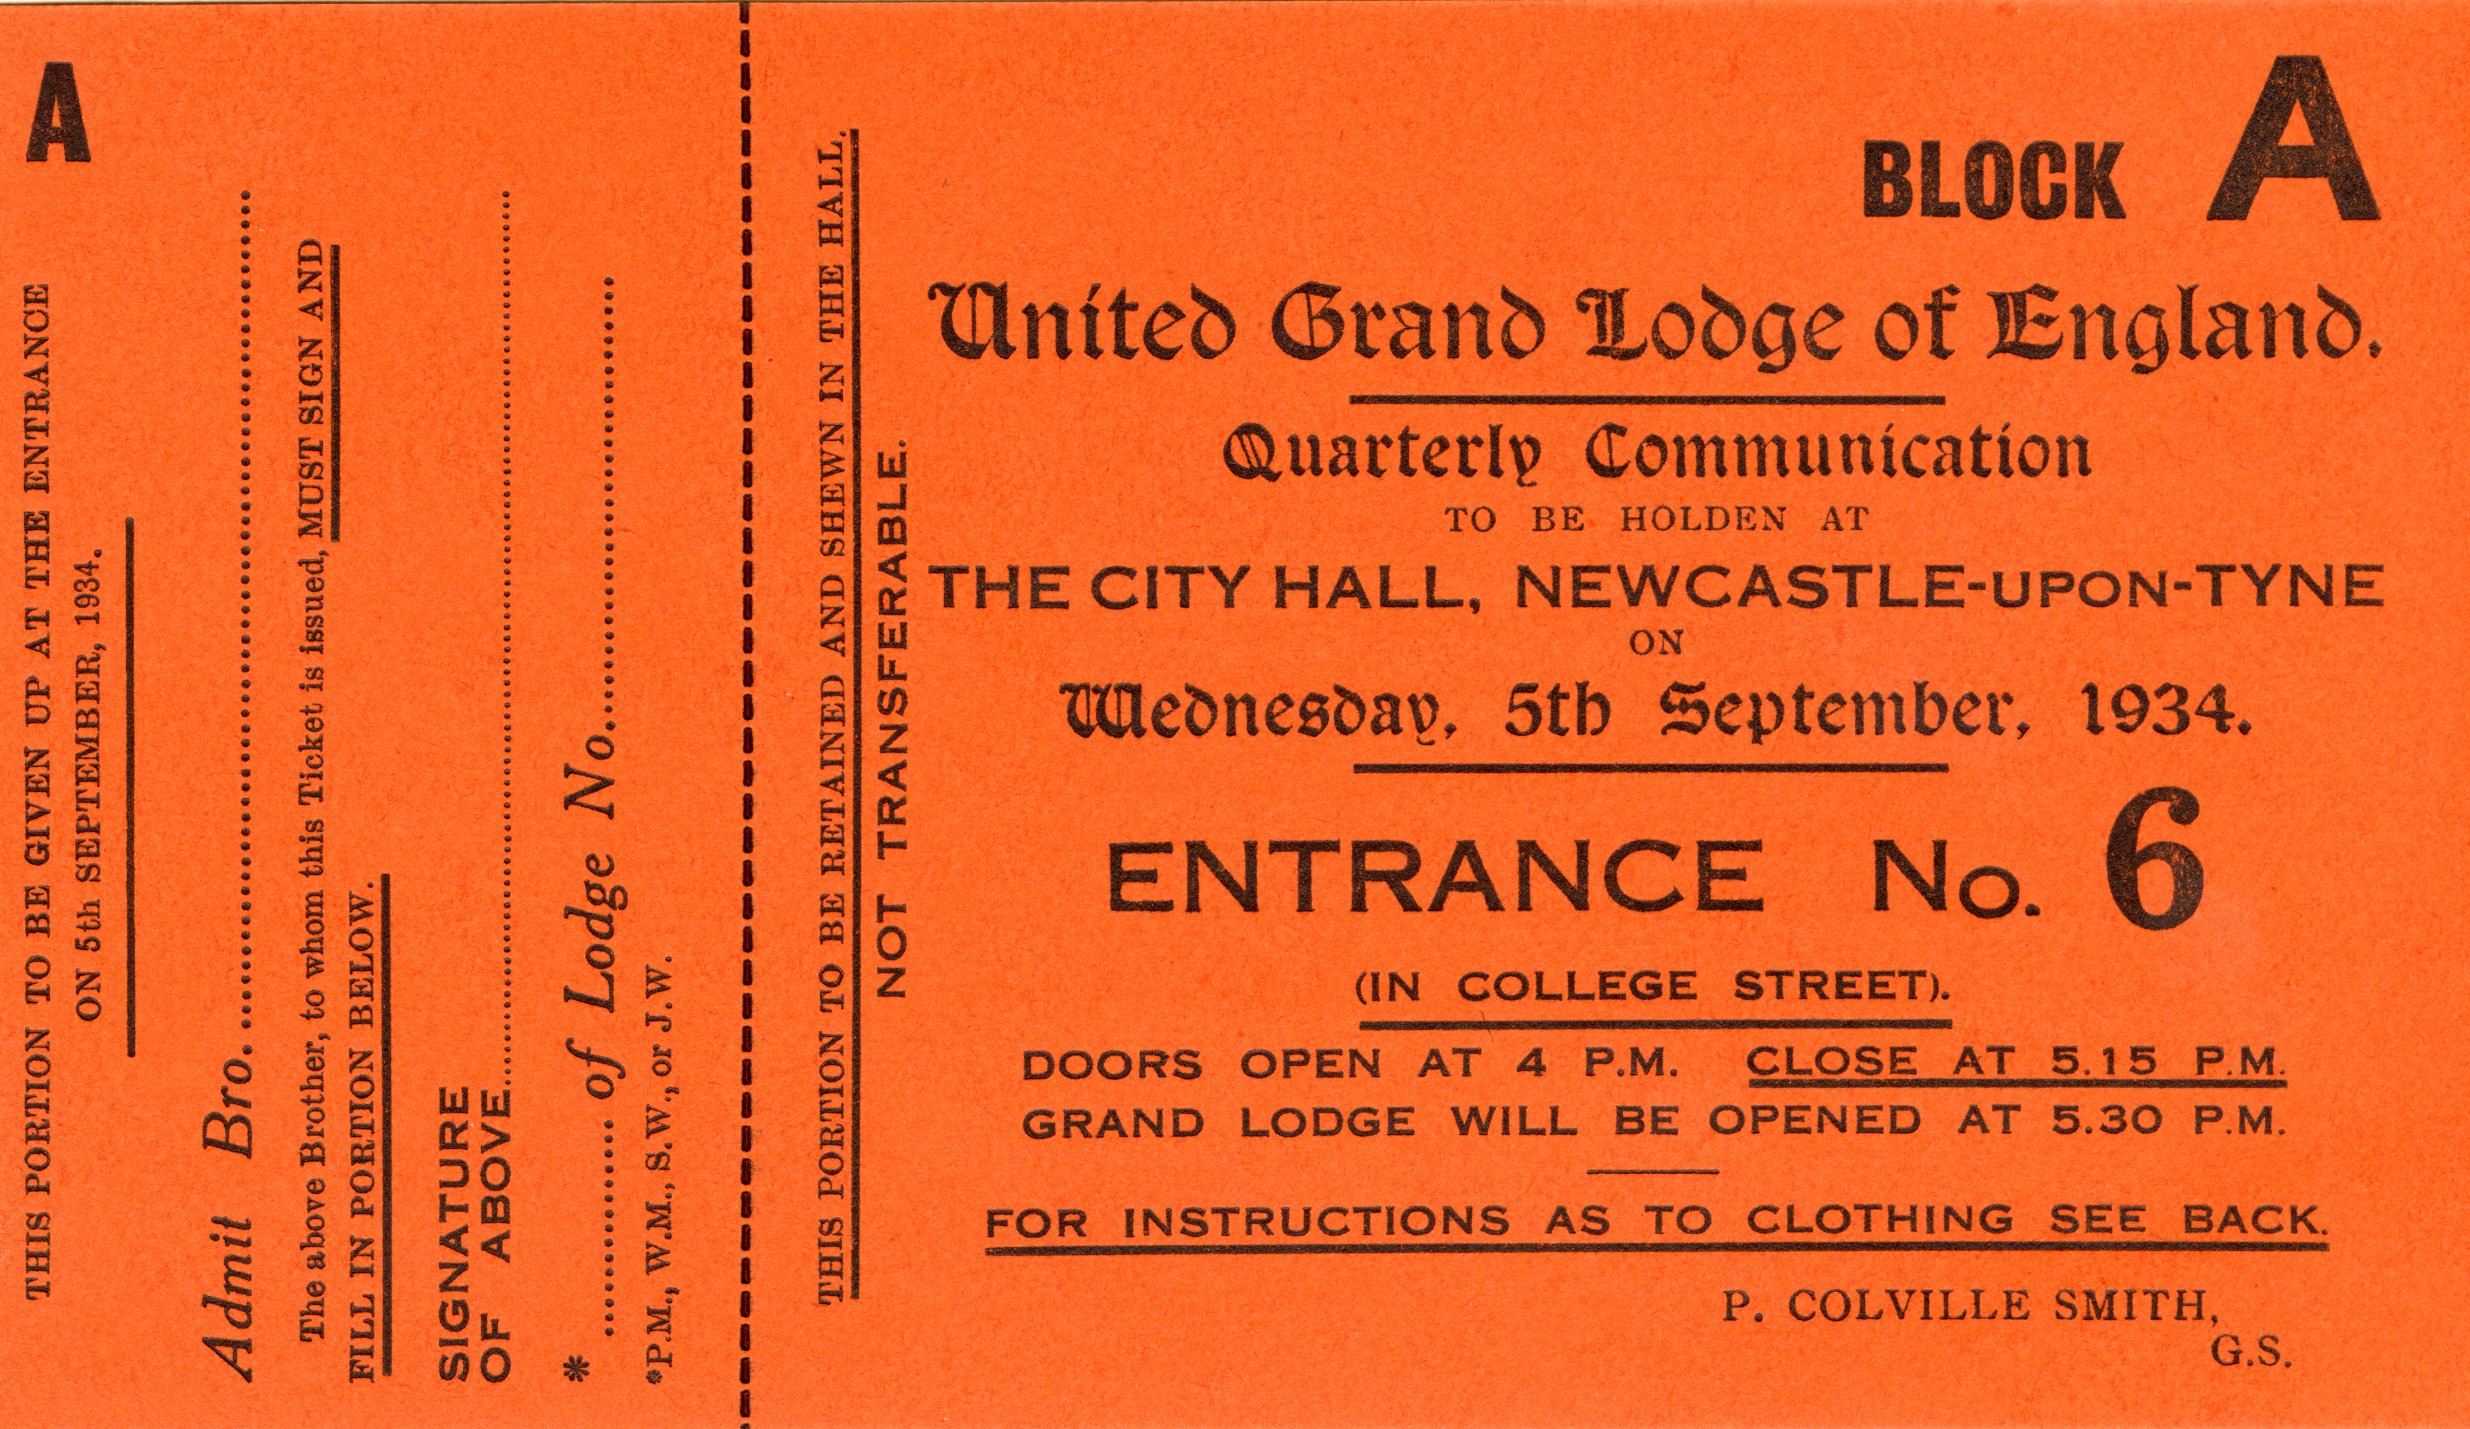 A
THIS PORTION TO BE GIVEN UP AT THE ENTRANCE
ON 5th SEPTEMBER, 1934.
Admit Bro.
The above Brother, to whom this Ticket is issued, MUST SIGN AND
FILL IN PORTION BELOW.
SIGNATURE
OF ABOVE
* of Lodge No.
*P.M., W.M., S.W., or J.W.
THIS PORTION TO BE RETAINED AND SHEWN IN THE HALL.
NOT TRANSFERABLE.
BLOCK A
United Grand Lodge of England.
Quarterly Communication
TO BE HOLDEN AT
THE CITY HALL, NEWCASTLE-UPON-TYNE
ON
Wednesday, 5th September, 1934.
ENTRANCE No. 6
(IN COLLEGE STREET).
DOORS OPEN AT 4 P.M. CLOSE AT 5.15 P.M.
GRAND LODGE WILL BE OPENED AT 5.30 P.M.
FOR INSTRUCTIONS AS TO CLOTHING SEE BACK.
P. COLVILLE SMITH,
G.S.